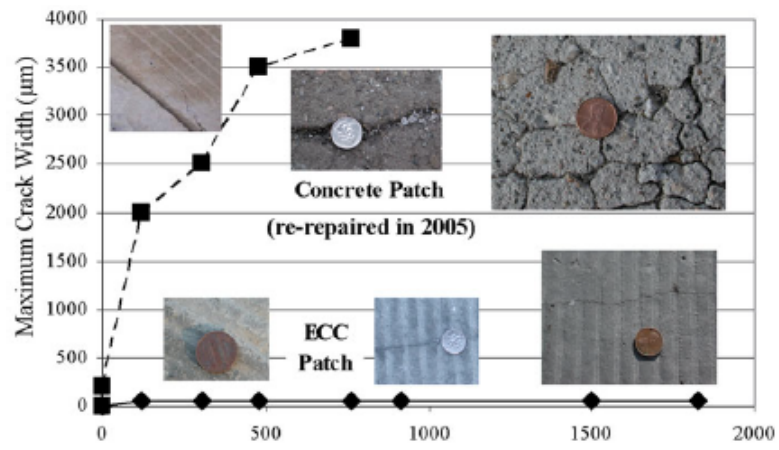 4000
3500
3000
2500
2000
1500
1000
500
0
Maximum Crack Width (μm)
Concrete Patch
(re-repaired in 2005)
ECC
Patch
0
500
1000
1500
2000